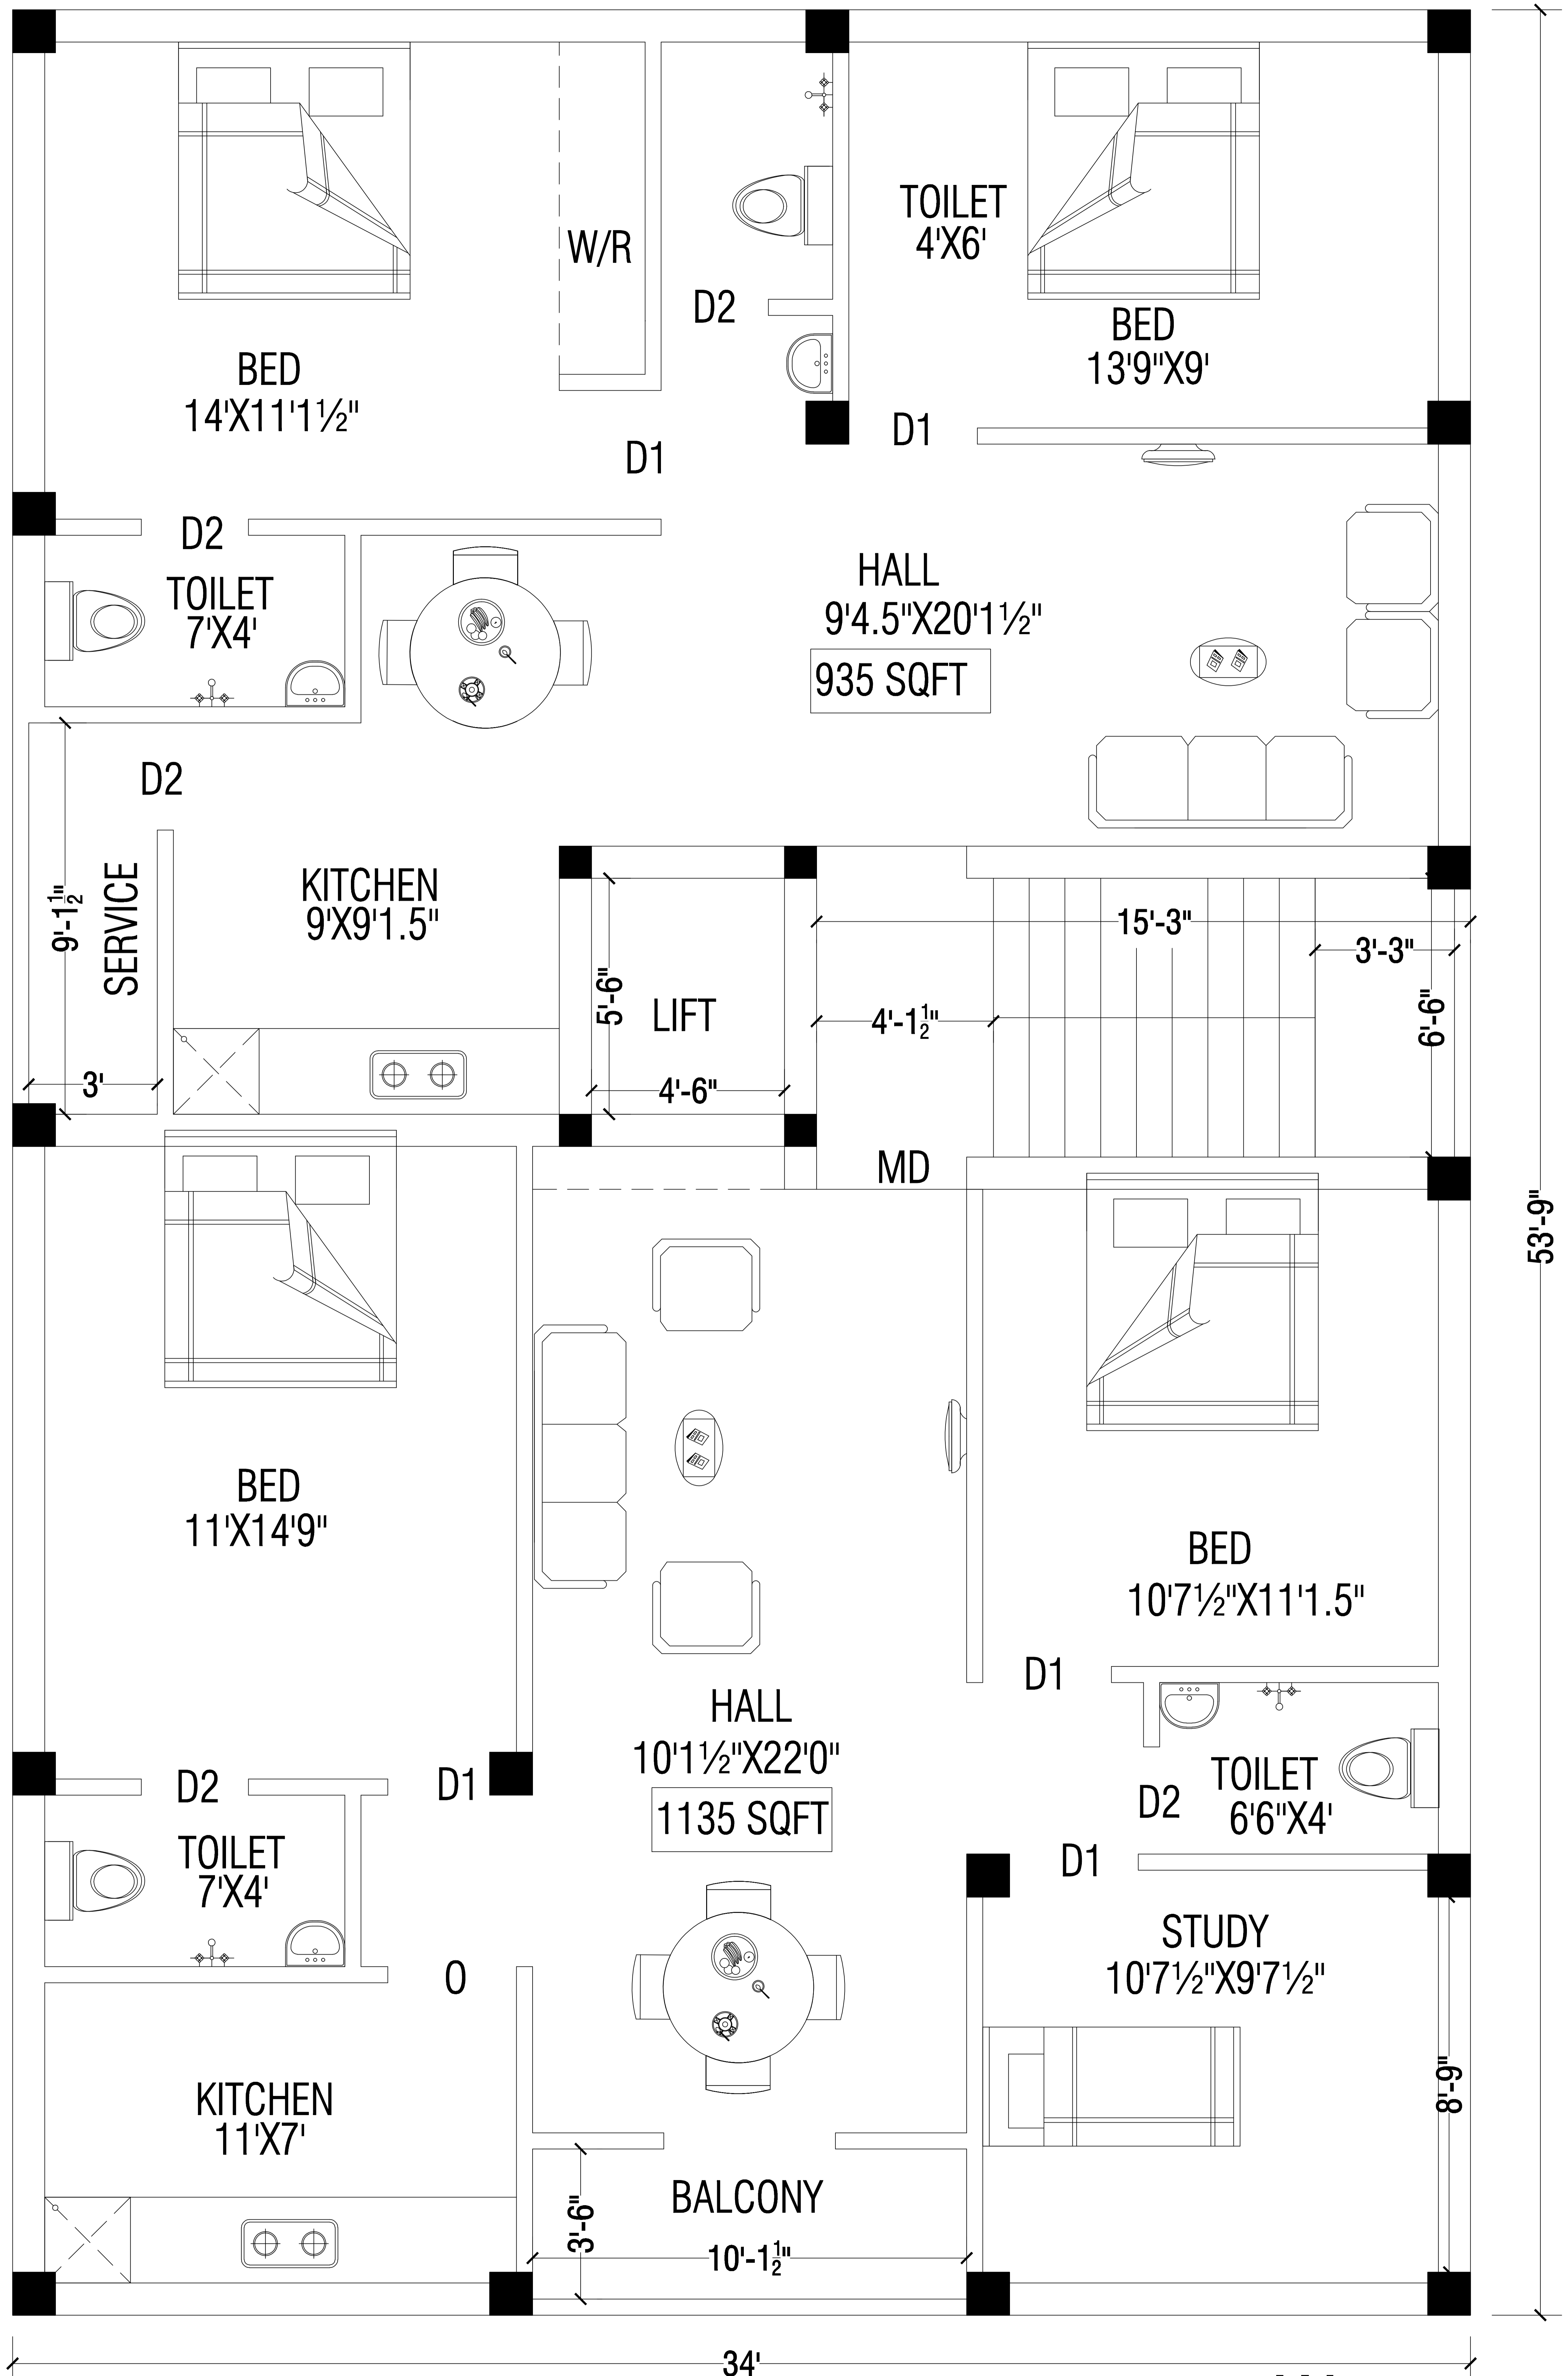 W/R
TOILET
4'X6'
D2
BED
13'9"X9'
BED
14'X11'1½"
D1
D1
D2
TOILET
7'X4'
HALL
9'4.5"X20'1½"
935 SQFT
D2
SERVICE
9'-1½"
3'
KITCHEN
9'X9'1.5"
5'-6"
LIFT
4'-6"
15'-3"
3'-3"
4'-1½"
6'-6"
MD
53'-9"
BED
11'X14'9"
BED
10'7½"X11'1.5"
D1
HALL
10'1½"X22'0"
1135 SQFT
D2
D1
TOILET
7'X4'
TOILET
6'6"X4'
D2
D1
STUDY
10'7½"X9'7½"
O
8'-9"
KITCHEN
11'X7'
BALCONY
3'-6"
10'-1½"
34'